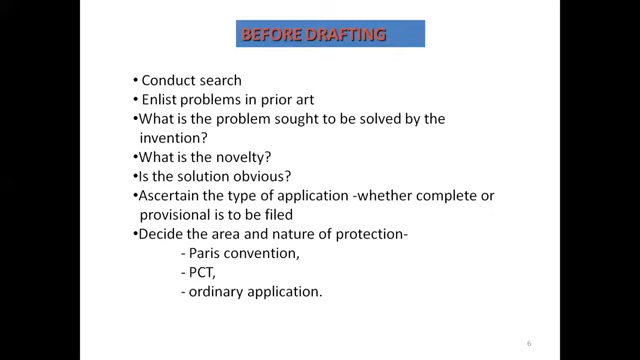 BEFORE DRAFTING
• Conduct search
• Enlist problems in prior art
•What is the problem sought to be solved by the
invention?
•What is the novelty?
•Is the solution obvious?
•Ascertain the type of application -whether complete or
provisional is to be filed
•Decide the area and nature of protection-
- Paris convention,
- PCT,
- ordinary application.
6